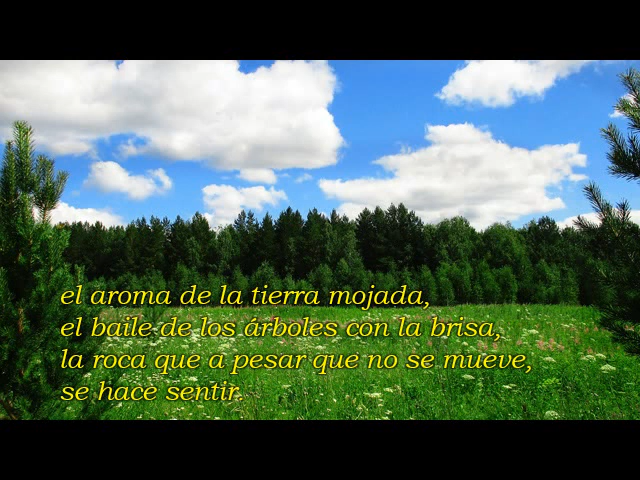 el aroma de la tierra mojada,
el baile de los árboles con la brisa,
la roca que a pesar que no se mueve,
se hace sentir.